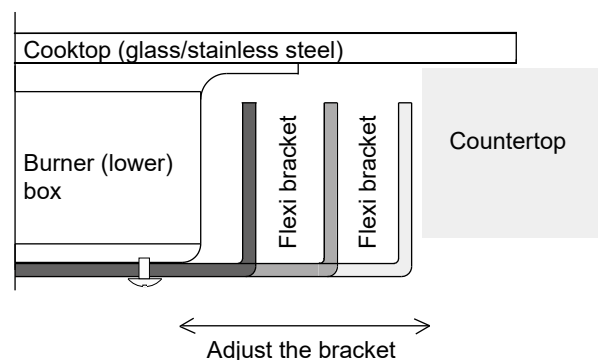 Cooktop (glass/stainless steel)
Countertop
Burner (lower)
box
Flexi bracket
Flexi bracket
Adjust the bracket